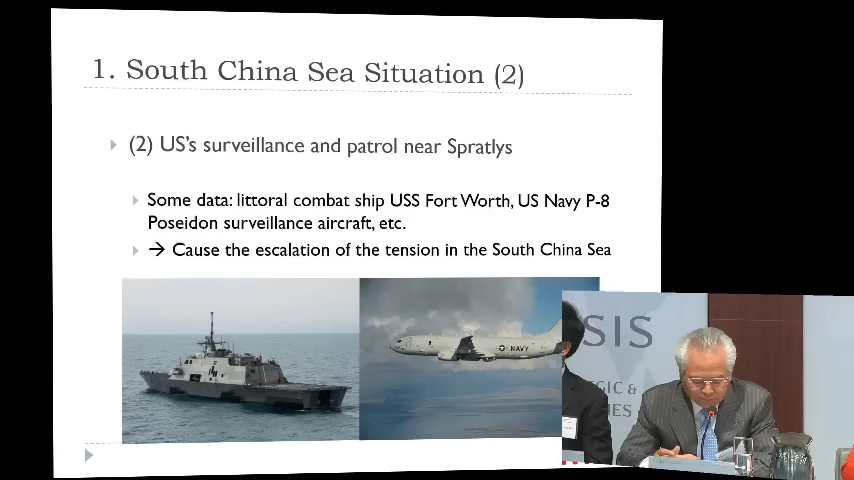 1. South China Sea Situation (2)
(2) US's surveillance and patrol near Spratlys
Some data: littoral combat ship USS Fort Worth, US Navy P-8
Poseidon surveillance aircraft, etc.
→ Cause the escalation of the tension in the South China Sea
NAVY
SIS
GIC &
IES